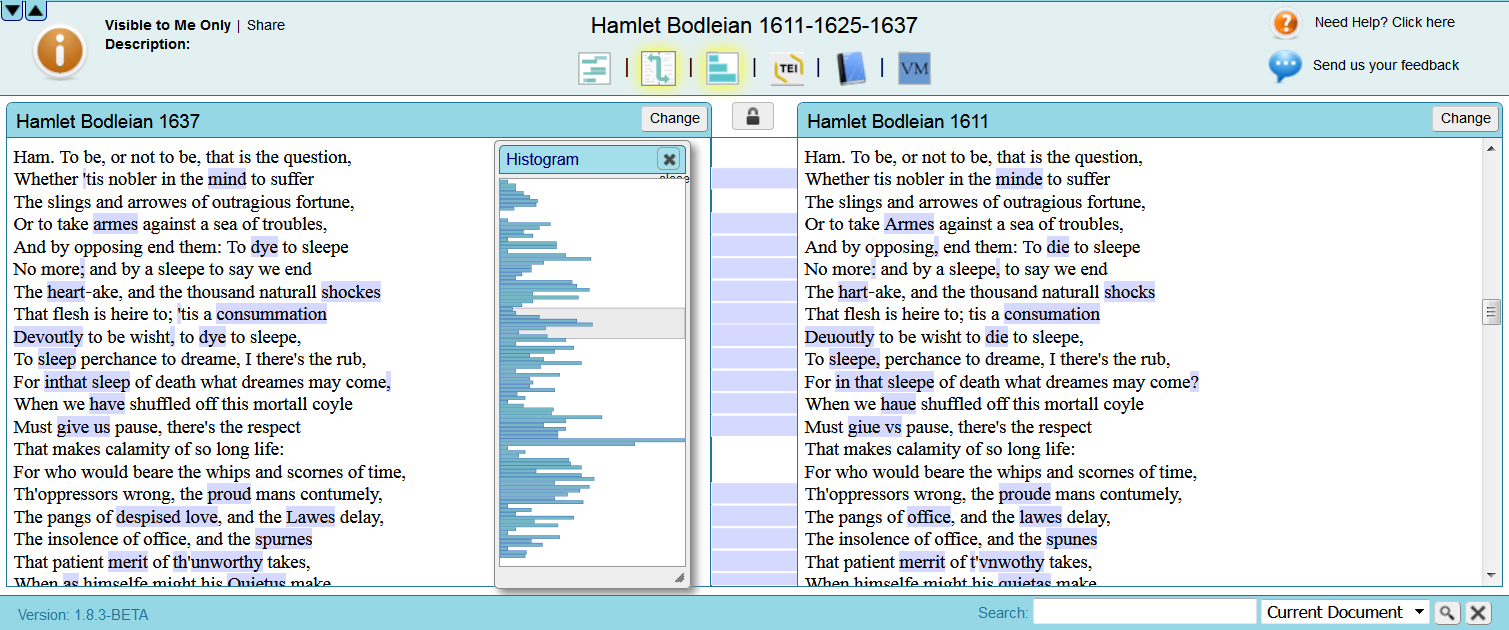 Visible to Me Only | Share
Description:
Hamlet Bodleian 1611-1625-1637
| | | TEI | | VM
Need Help? Click here
Send us your feedback
Hamlet Bodleian 1637
Change
Ham. To be, or not to be, that is the question,
Whether 'tis nobler in the mind to suffer
The slings and arrowes of outragious fortune,
Or to take armes against a sea of troubles,
And by opposing end them: To dye to sleepe
No more; and by a sleepe to say we end
The heart-ake, and the thousand naturall shockes
That flesh is heire to; 'tis a consummation
Devoutly to be wisht, to dye to sleepe,
To sleep perchance to dreame, I there's the rub,
For inthat sleep of death what dreames may come,
When we have shuffled off this mortall coyle
Must give us pause, there's the respect
That makes calamity of so long life:
For who would beare the whips and scornes of time,
Th'oppressors wrong, the proud mans contumely,
The pangs of despised love, and the Lawes delay,
The insolence of office, and the spurnes
That patient merit of th'unworthy takes,
When as himselfe might his Quietus make
Histogram
close
Hamlet Bodleian 1611
Change
Ham. To be, or not to be, that is the question,
Whether tis nobler in the minde to suffer
The slings and arrowes of outragious fortune,
Or to take Armes against a sea of troubles,
And by opposing, end them: To die to sleepe
No more: and by a sleepe, to say we end
The hart-ake, and the thousand naturall shocks
That flesh is heire to; tis a consumation
Deuoutly to be wisht to die to sleepe,
To sleepe, perchance to dreame, I there's the rub,
For in that sleepe of death what dreames may come?
When we haue shuffled off this mortall coyle
Must giue vs pause, there's the respect
That makes calamity of so long life:
For who would beare the whips and scornes of time,
Th'oppressors wrong, the proude mans contumely,
The pangs of office, and the lawes delay,
The insolence of office, and the spunes
That patient merrit of t'vnwothy takes,
When himselfe might his quietas make
Version: 1.8.3-BETA
Search:
Current Document